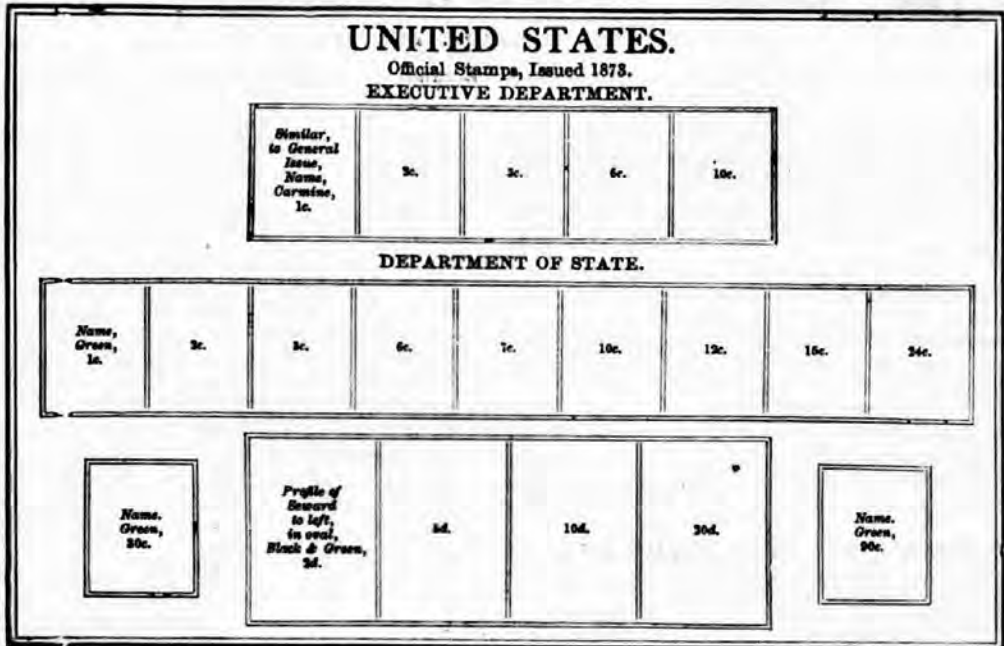 UNITED STATES.
Official Stamps, Issued 1873.
EXECUTIVE DEPARTMENT.
Similar,
to General
Issue,
Name,
Carmine,
1c.
2c.
3c.
6c.
10c.
DEPARTMENT OF STATE.
Name,
Green,
1c.
2c.
3c.
6c.
7c.
10c.
12c.
15c.
24c.
Name.
Green,
30c.
Profile of
Seward
to left,
in oval,
Black & Green,
2d.
5d.
10d.
20d.
Name.
Green,
90c.